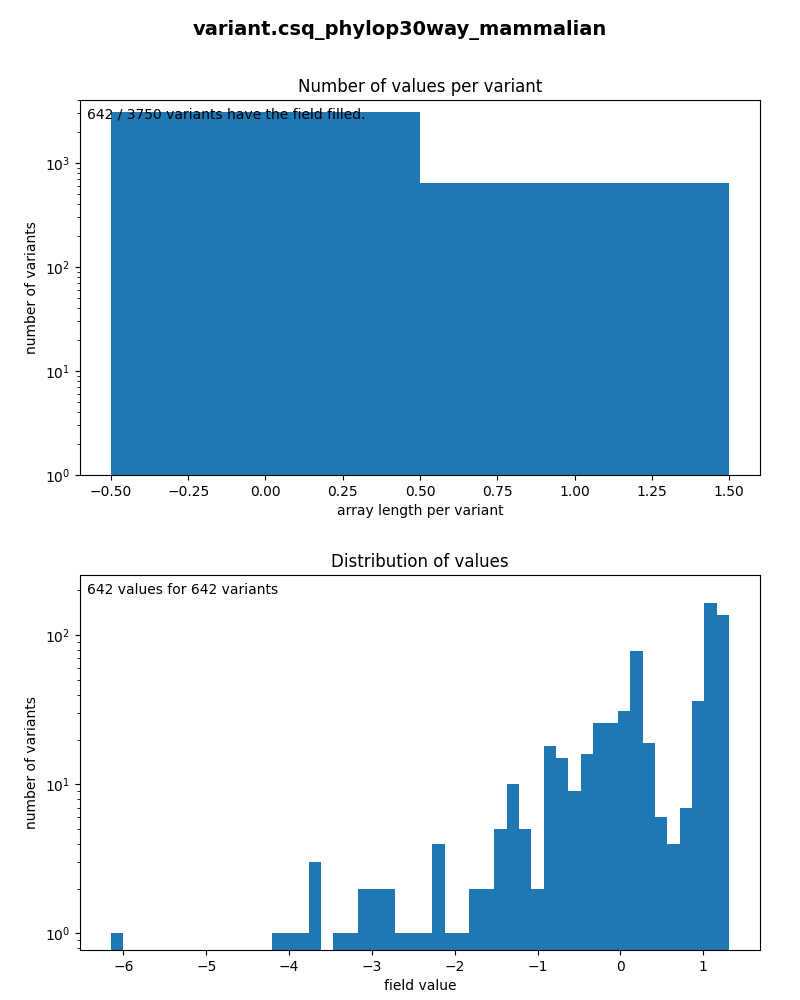 variant.csq_phylop30way_mammalian
Number of values per variant
642 / 3750 variants have the field filled.
number of variants
10³
10²
10¹
10⁰
−0.50 −0.25 0.00 0.25 0.50 0.75 1.00 1.25 1.50
array length per variant
Distribution of values
642 values for 642 variants
number of variants
10²
10¹
10⁰
−6 −5 −4 −3 −2 −1 0 1
field value